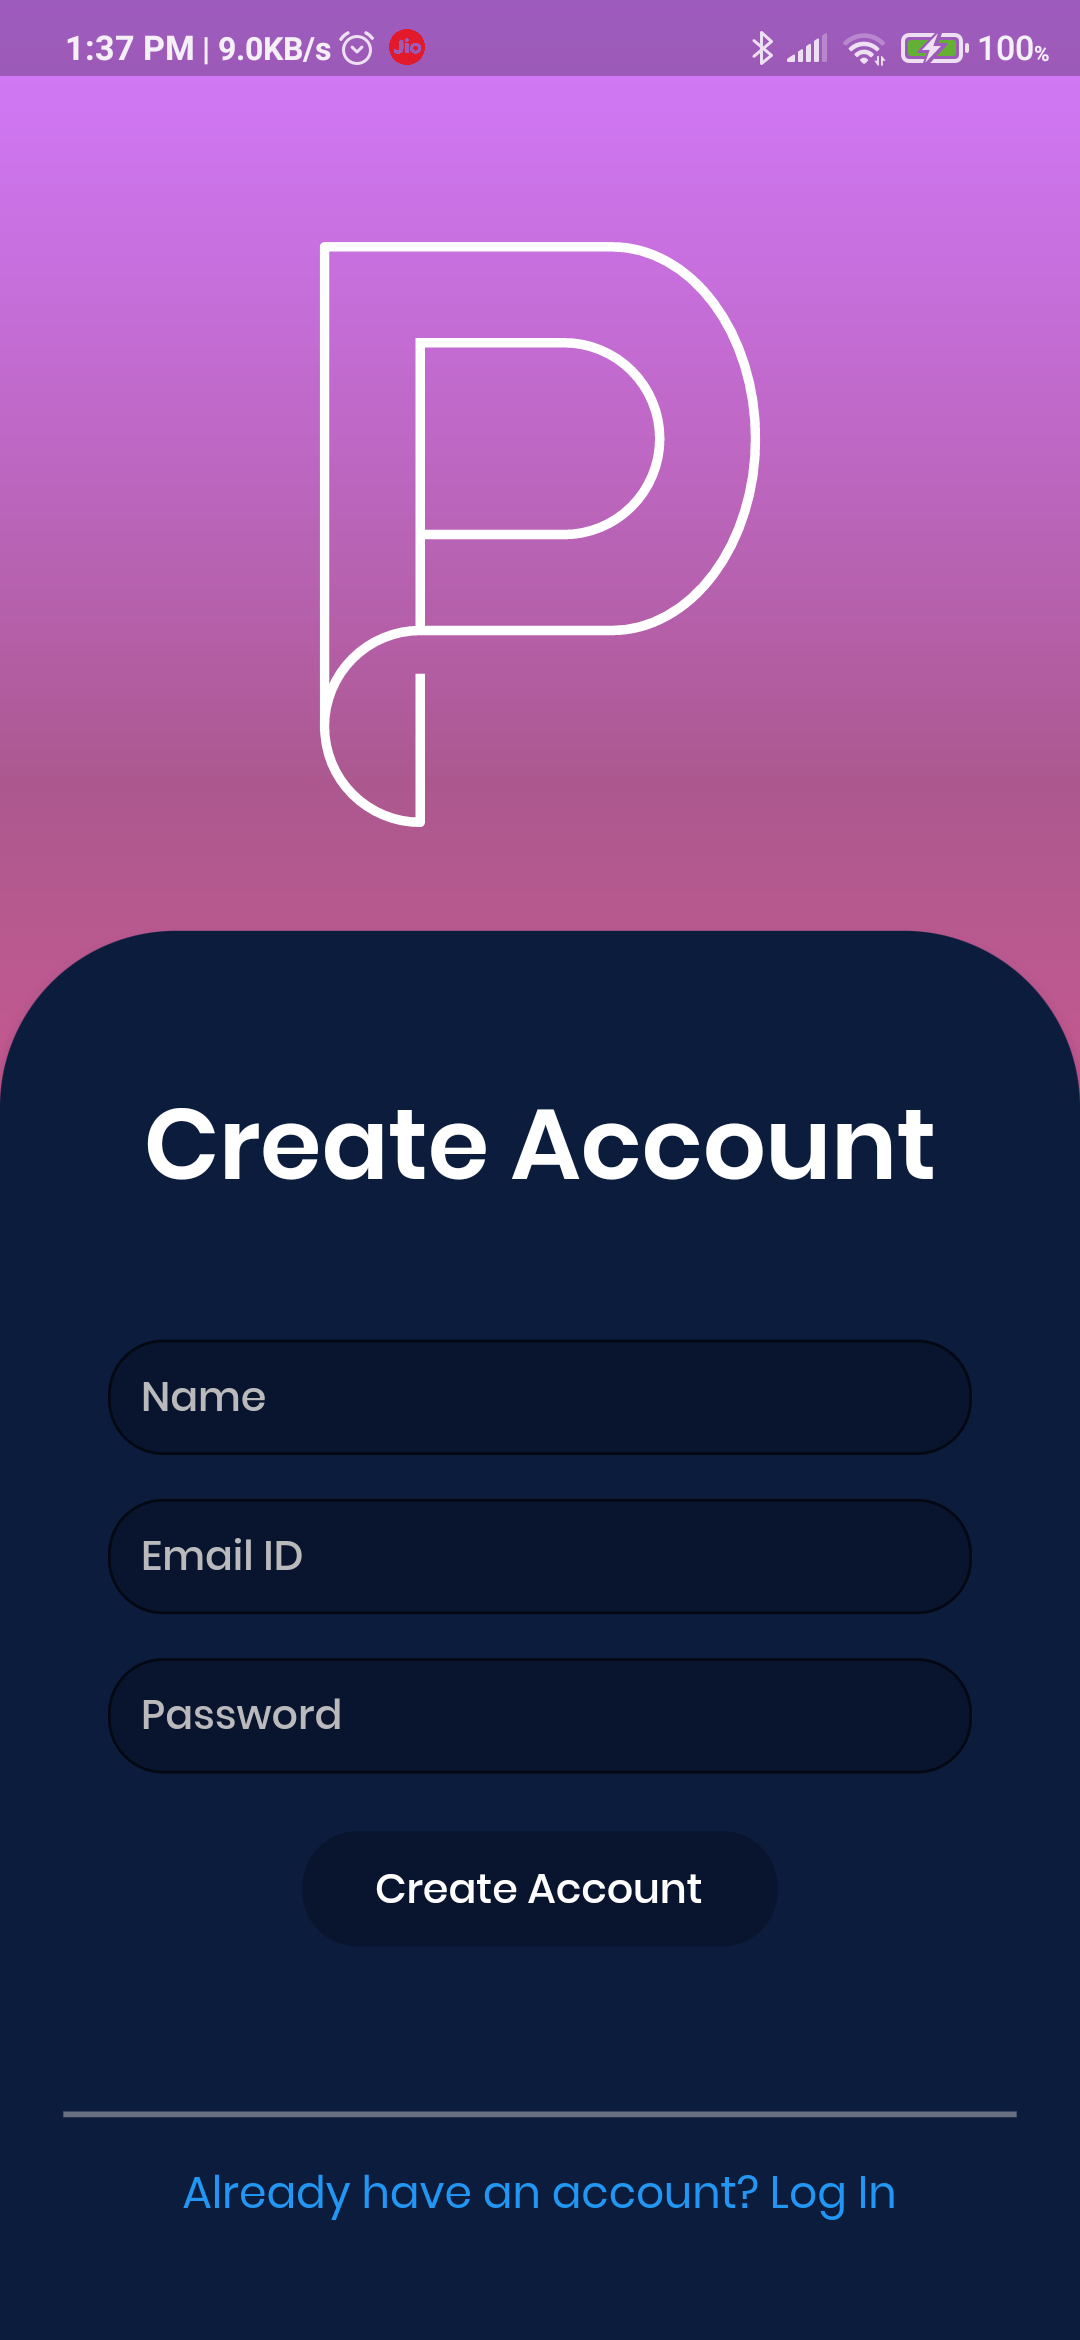 1:37 PM | 9.0KB/s Jio 100%
P
Create Account
Name
Email ID
Password
Create Account
Already have an account? Log In